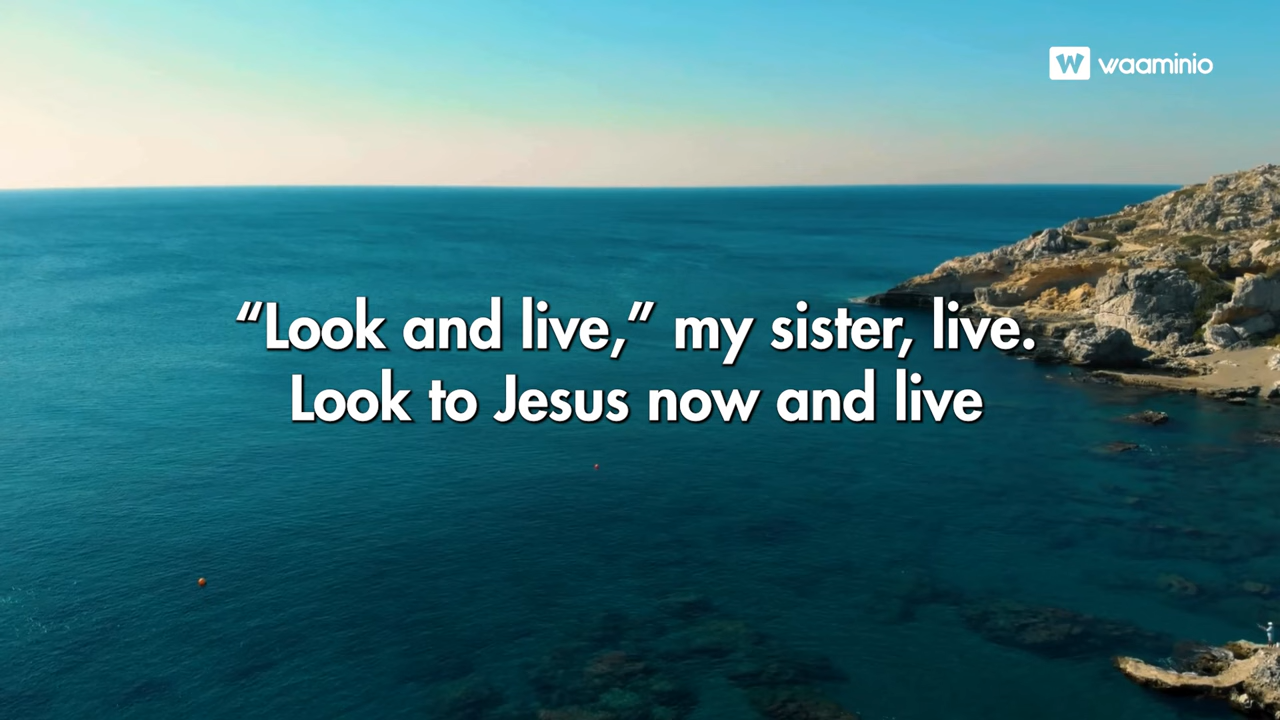 W waaminio
“Look and live,” my sister, live.
Look to Jesus now and live